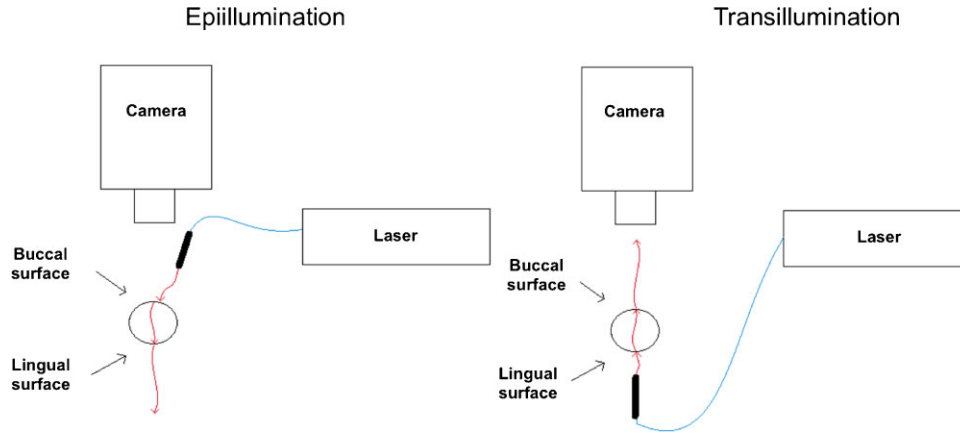 Epiillumination
Transillumination
Camera
Camera
Laser
Laser
Buccal
surface
Buccal
surface
Lingual
surface
Lingual
surface